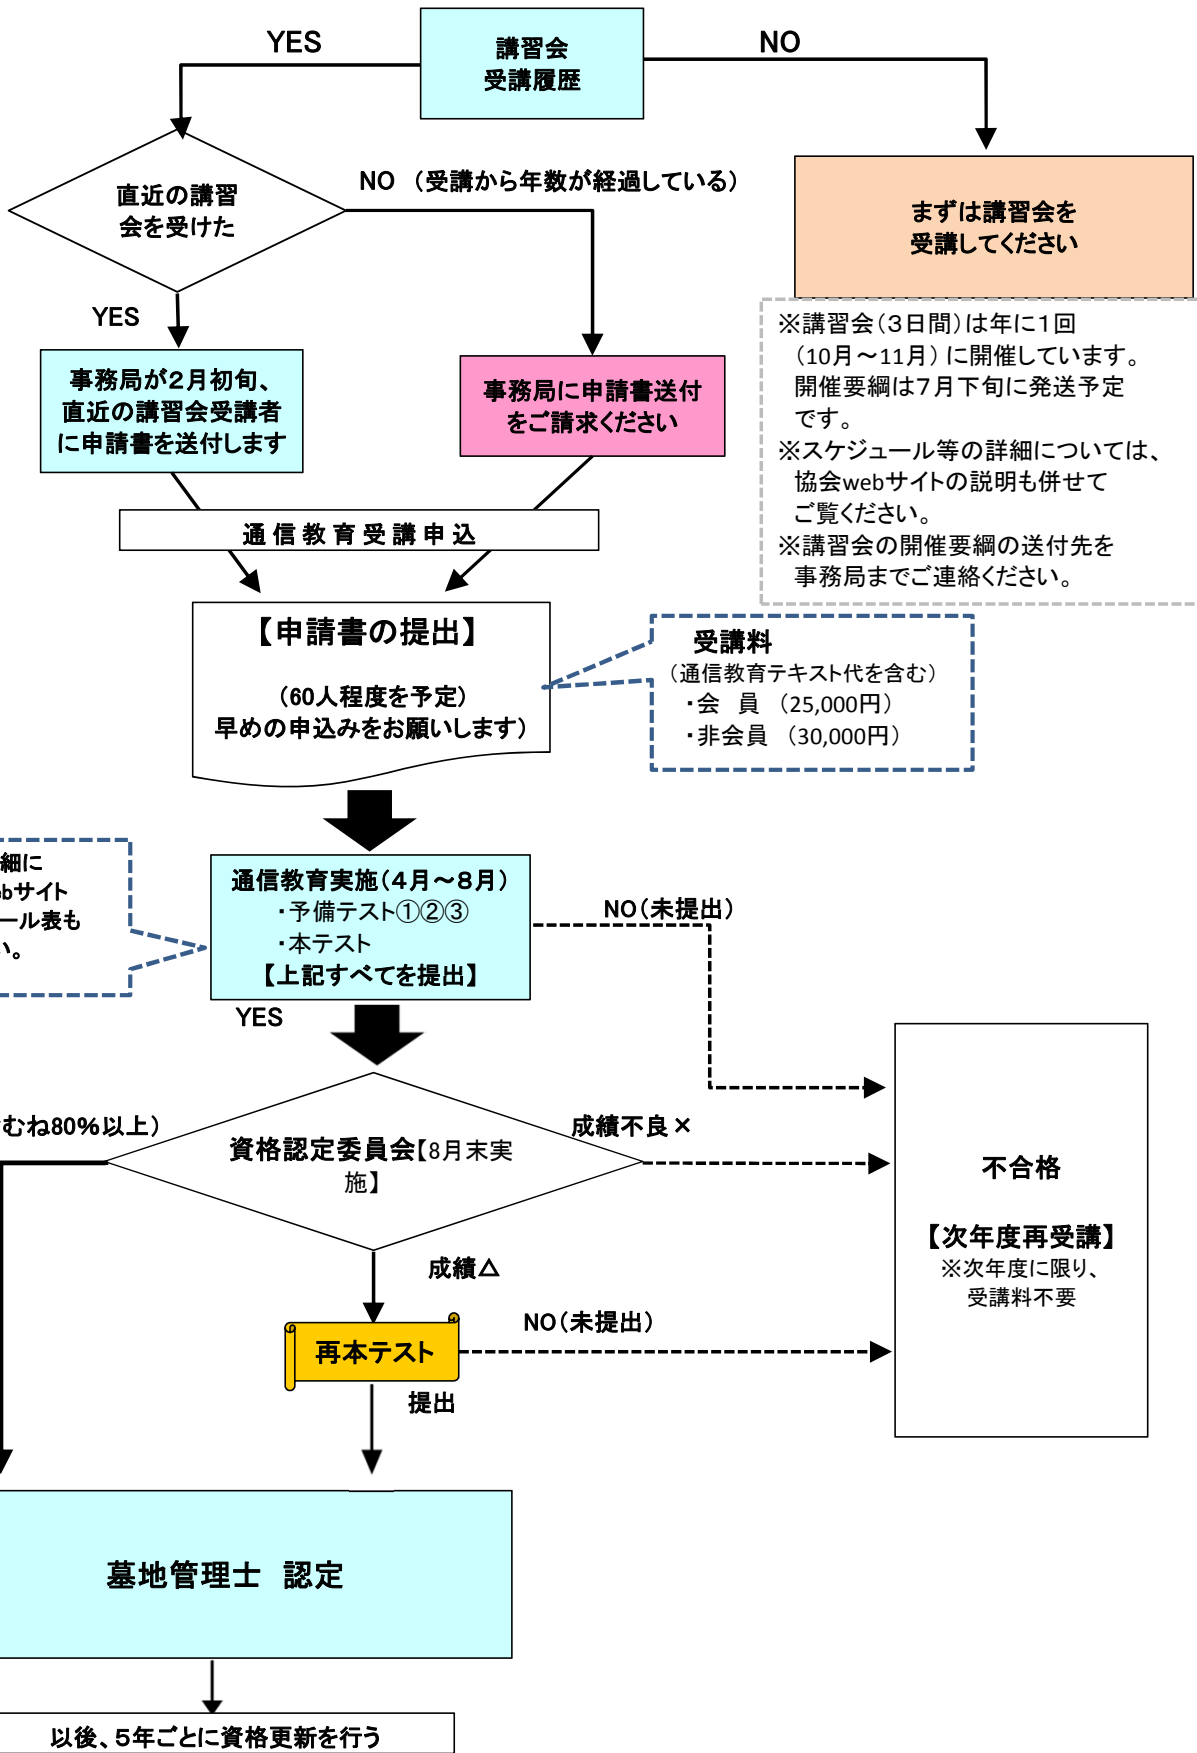 YES
講習会
受講履歴
NO
直近の講習
会を受けた
NO （受講から年数が経過している）
まずは講習会を
受講してください
YES
※講習会（３日間）は年に１回
（10月～11月）に開催しています。
開催要綱は７月下旬に発送予定
です。
※スケジュール等の詳細については、
協会webサイトの説明も併せて
ご覧ください。
※講習会の開催要綱の送付先を
事務局までご連絡ください。
事務局が２月初旬、
直近の講習会受講者
に申請書を送付します
事務局に申請書送付
をご請求ください
通信教育受講申込
【申請書の提出】
（60人程度を予定）
早めの申込みをお願いします）
受講料
（通信教育テキスト代を含む）
・会　員　（25,000円）
・非会員　（30,000円）
細に
ebサイト
ール表も
い。
通信教育実施（４月～８月）
・予備テスト①②③
・本テスト
【上記すべてを提出】
NO（未提出）
YES
むね80％以上）
資格認定委員会【8月末実
施】
成績不良×
不合格
【次年度再受講】
※次年度に限り、
受講料不要
成績△
再本テスト
NO（未提出）
提出
墓地管理士　認定
以後、５年ごとに資格更新を行う